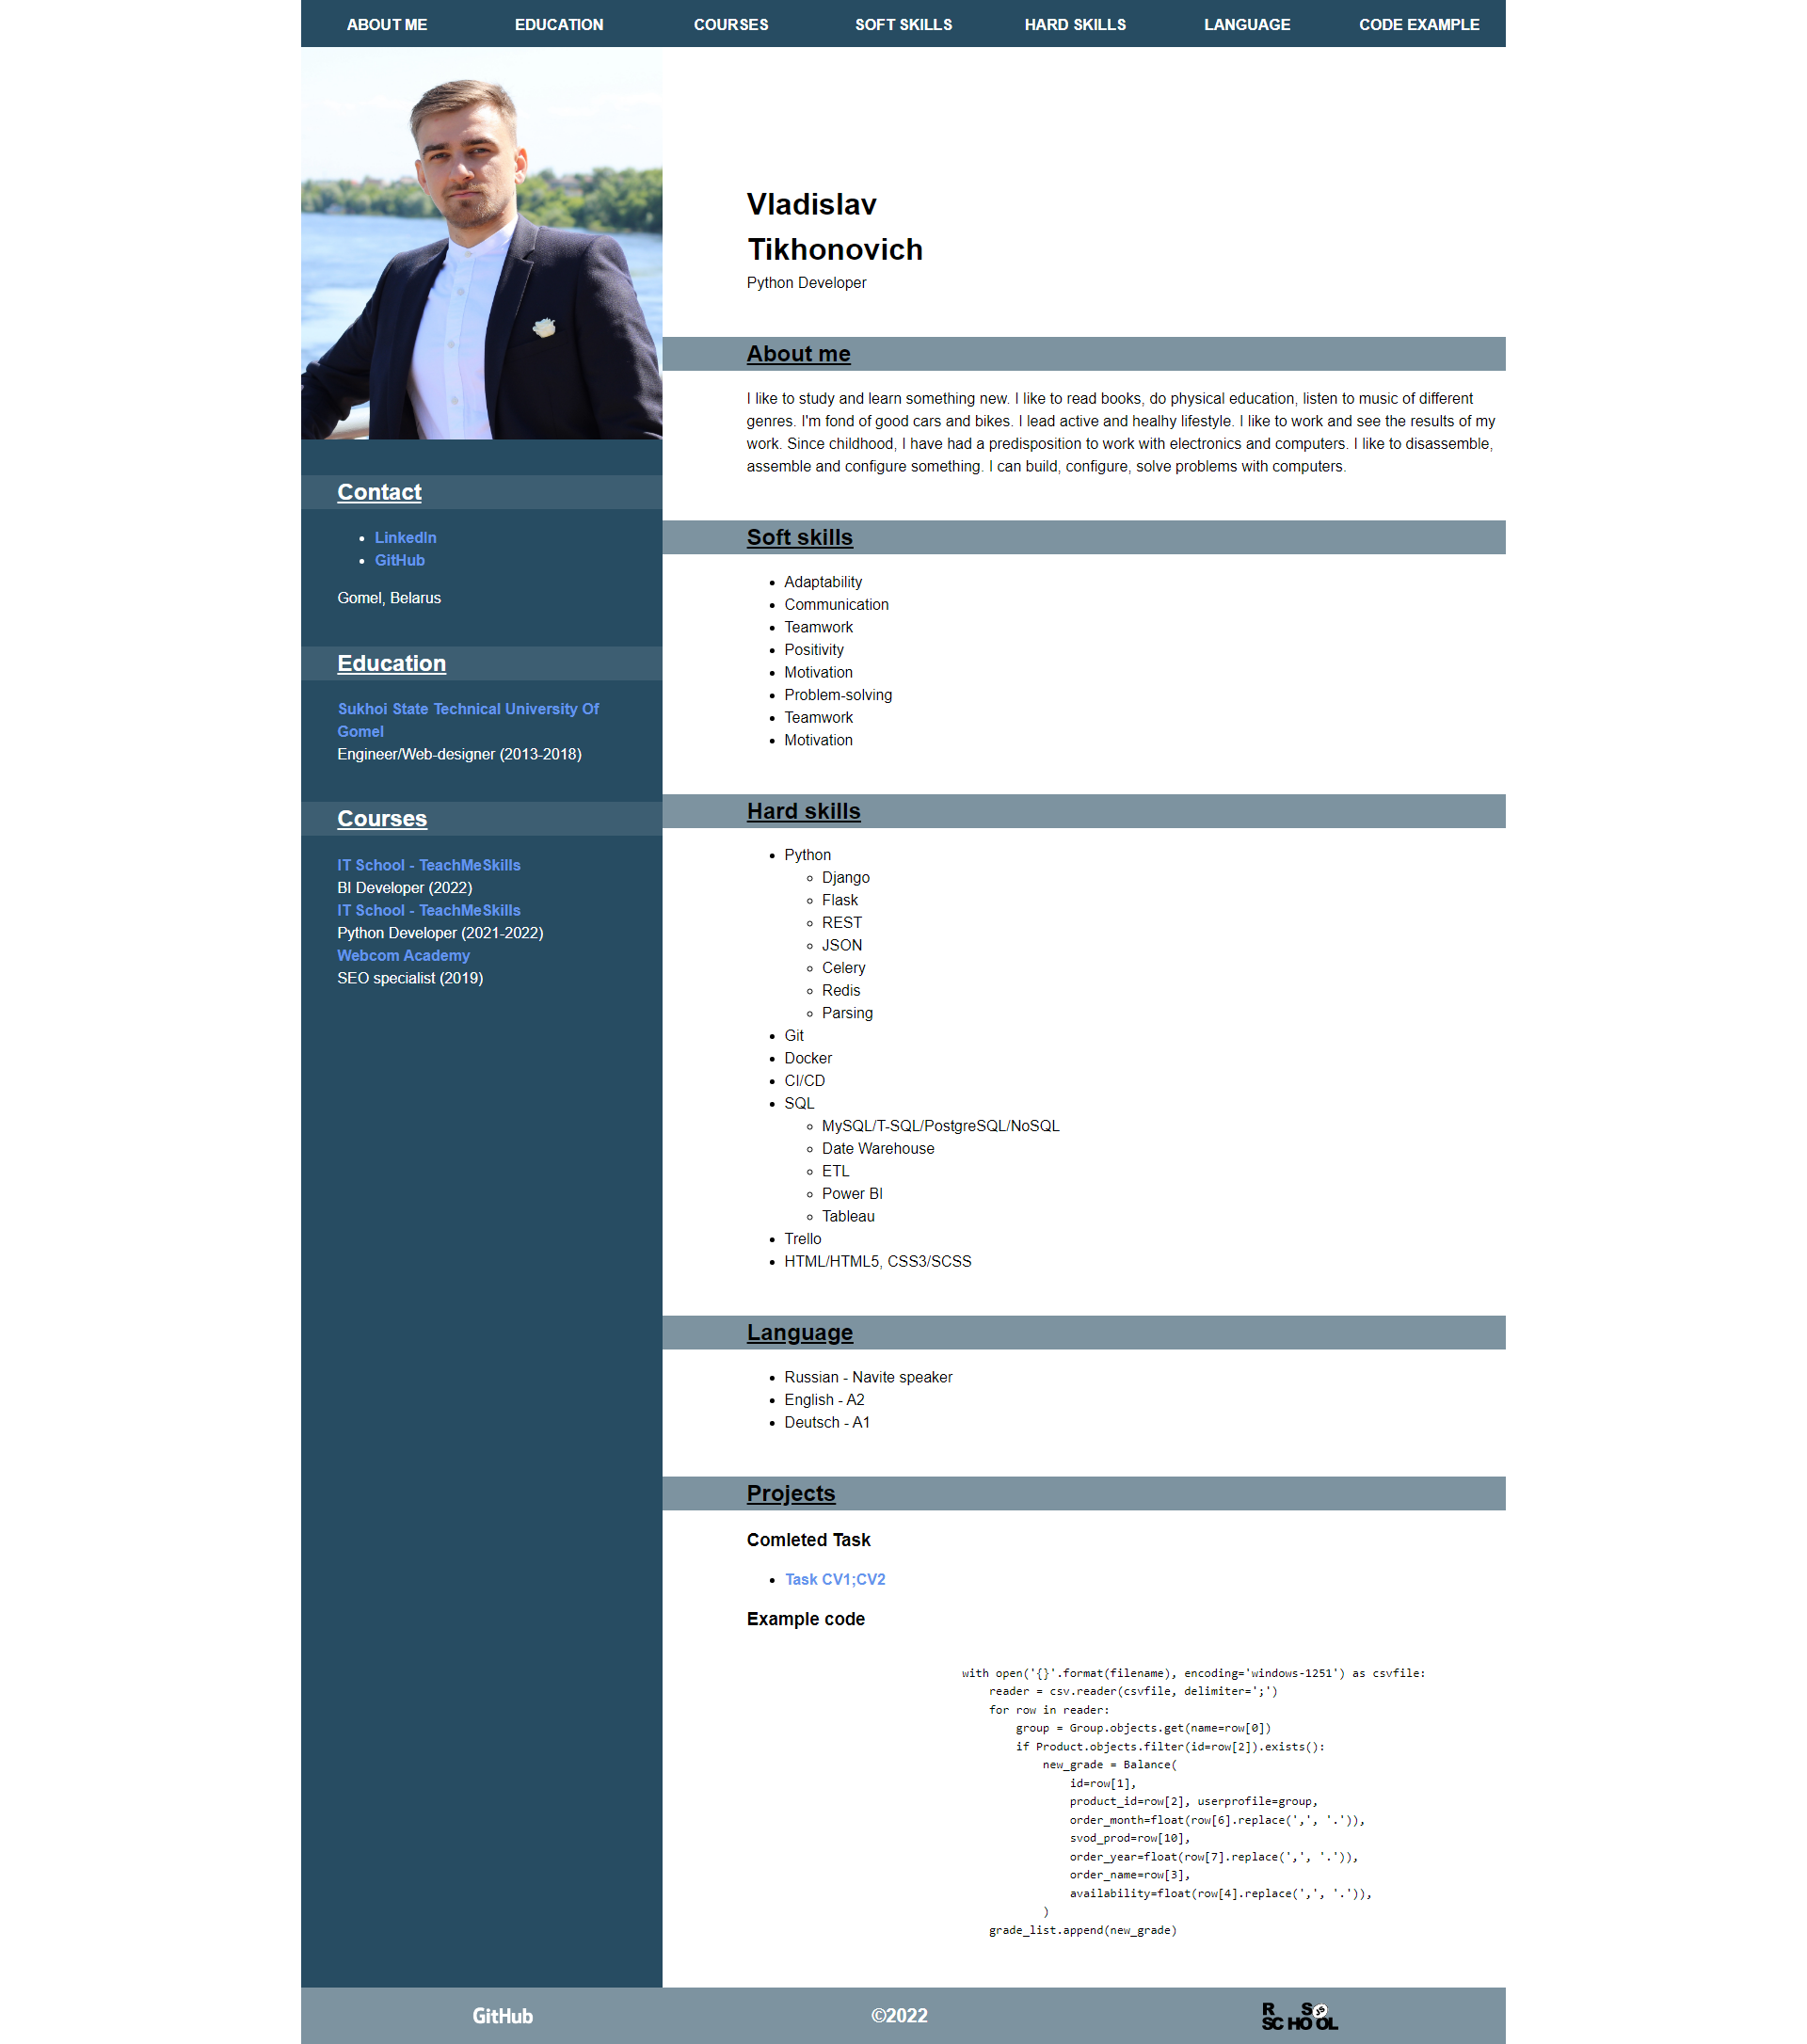 ABOUT ME EDUCATION COURSES SOFT SKILLS HARD SKILLS LANGUAGE CODE EXAMPLE
Contact
LinkedIn
GitHub
Gomel, Belarus
Education
Sukhoi State Technical University Of
Gomel
Engineer/Web-designer (2013-2018)
Courses
IT School - TeachMeSkills
BI Developer (2022)
IT School - TeachMeSkills
Python Developer (2021-2022)
Webcom Academy
SEO specialist (2019)
Vladislav
Tikhonovich
Python Developer
About me
I like to study and learn something new. I like to read books, do physical education, listen to music of different
genres. I'm fond of good cars and bikes. I lead active and healhy lifestyle. I like to work and see the results of my
work. Since childhood, I have had a predisposition to work with electronics and computers. I like to disassemble,
assemble and configure something. I can build, configure, solve problems with computers.
Soft skills
Adaptability
Communication
Teamwork
Positivity
Motivation
Problem-solving
Teamwork
Motivation
Hard skills
Python
Django
Flask
REST
JSON
Celery
Redis
Parsing
Git
Docker
CI/CD
SQL
MySQL/T-SQL/PostgreSQL/NoSQL
Date Warehouse
ETL
Power BI
Tableau
Trello
HTML/HTML5, CSS3/SCSS
Language
Russian - Navite speaker
English - A2
Deutsch - A1
Projects
Comleted Task
Task CV1;CV2
Example code
with open('{}'.format(filename), encoding='windows-1251') as csvfile:
    reader = csv.reader(csvfile, delimiter=';')
    for row in reader:
        group = Group.objects.get(name=row[0])
        if Product.objects.filter(id=row[2]).exists():
            new_grade = Balance(
                id=row[1],
                product_id=row[2], userprofile=group,
                order_month=float(row[6].replace(',', '.')),
                svod_prod=row[10],
                order_year=float(row[7].replace(',', '.')),
                order_name=row[3],
                availability=float(row[4].replace(',', '.')),
            )
    grade_list.append(new_grade)
GitHub ©2022 RS JS
SCHOOL